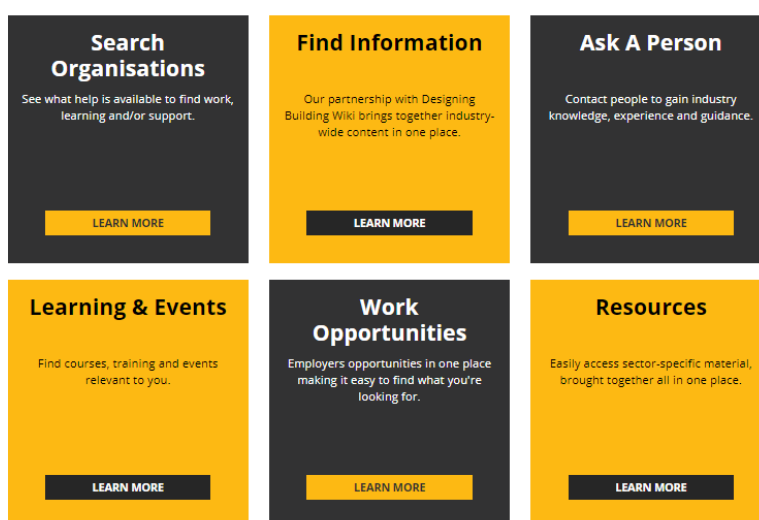 Search
Organisations
See what help is available to find work,
learning and/or support.
LEARN MORE
Find Information
Our partnership with Designing
Building Wiki brings together industry-
wide content in one place.
LEARN MORE
Ask A Person
Contact people to gain industry
knowledge, experience and guidance.
LEARN MORE
Learning & Events
Find courses, training and events
relevant to you.
LEARN MORE
Work
Opportunities
Employers opportunities in one place
making it easy to find what you're
looking for.
LEARN MORE
Resources
Easily access sector-specific material,
brought together all in one place.
LEARN MORE